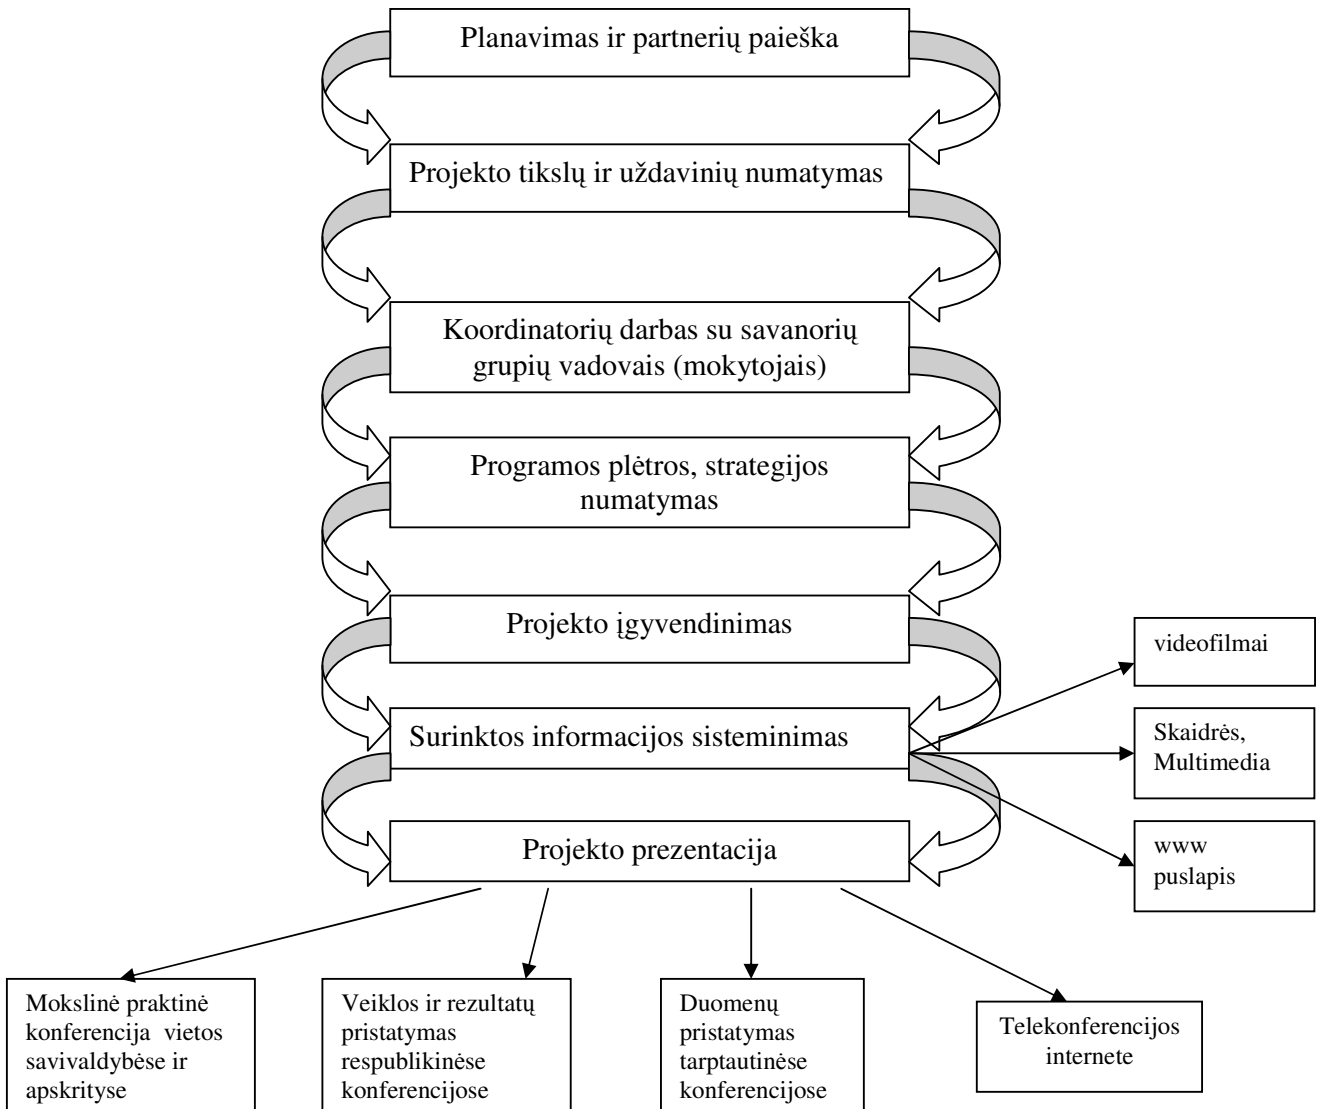 Planavimas ir partnerių paieška
Projekto tikslų ir uždavinių numatymas
Koordinatorių darbas su savanorių
grupių vadovais (mokytojais)
Programos plėtros, strategijos
numatymas
Projekto įgyvendinimas
Surinktos informacijos sisteminimas
Projekto prezentacija
videofilmai
Skaidrės,
Multimedia
www
puslapis
Mokslinė praktinė
konferencija vietos
savivaldybėse ir
apskrityse
Veiklos ir rezultatų
pristatymas
respublikinėse
konferencijose
Duomenų
pristatymas
tarptautinėse
konferencijose
Telekonferencijos
internete